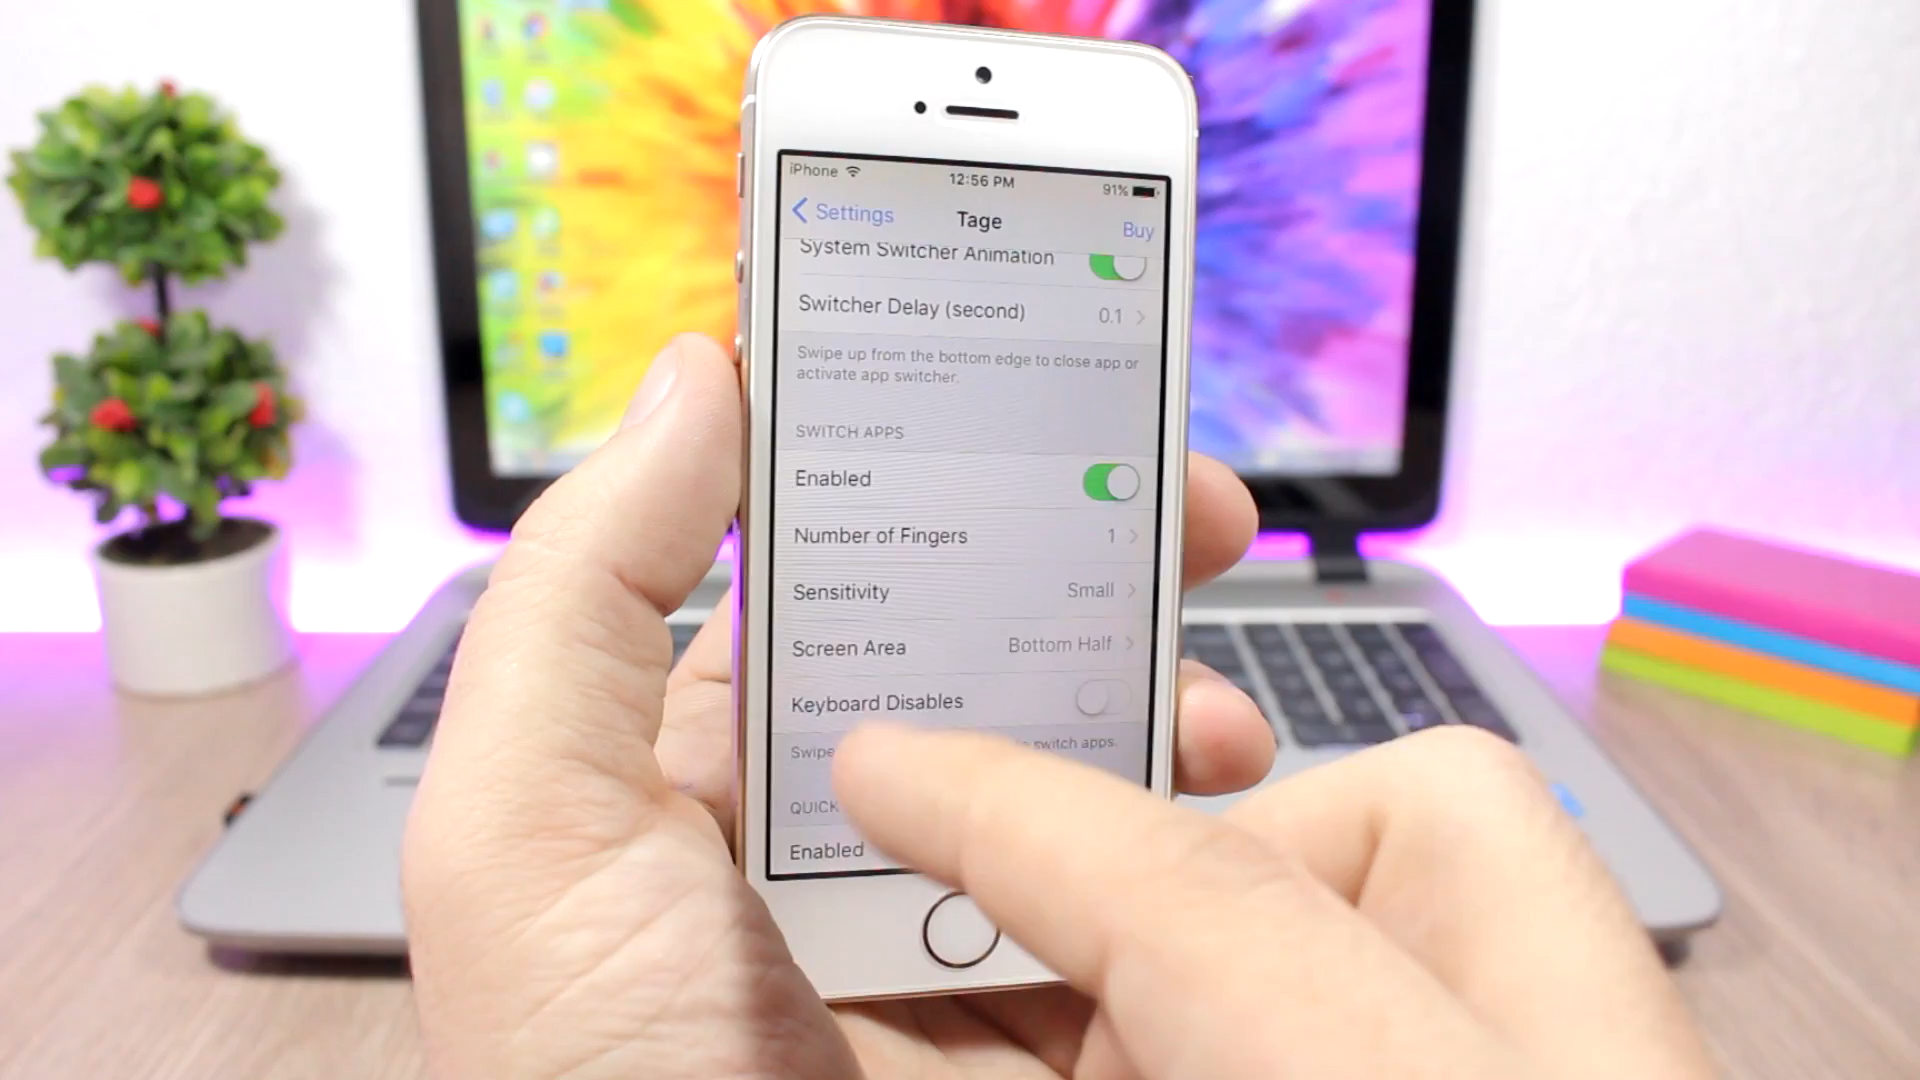 iPhone 12:56 PM 91%
Settings Tage Buy
System Switcher Animation
Switcher Delay (second) 0.1
Swipe up from the bottom edge to close app or
activate app switcher.
SWITCH APPS
Enabled
Number of Fingers 1
Sensitivity Small
Screen Area Bottom Half
Keyboard Disables
Swipe switch apps.
QUICK
Enabled